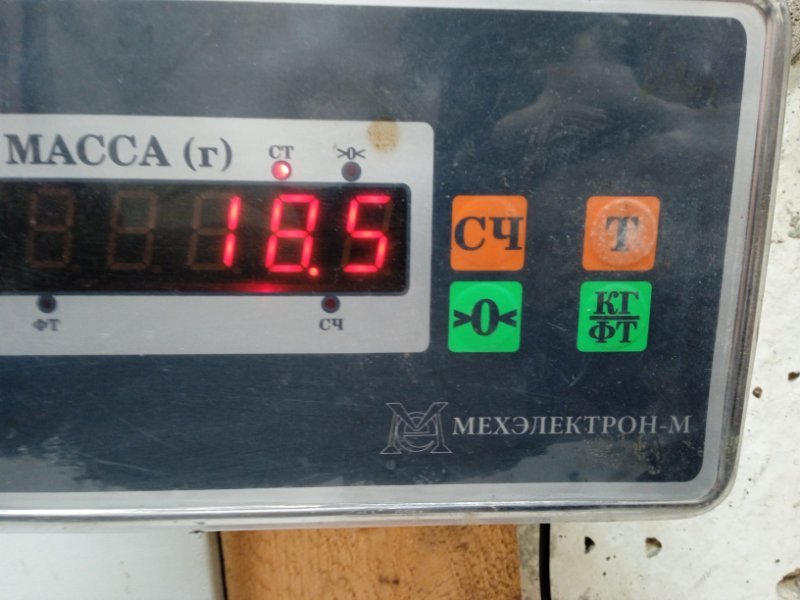 МАССА (г)
СТ
>0<
18.5
ФТ
СЧ
СЧ
Т
>0<
КГ
ФТ
МЕХЭЛЕКТРОН-М